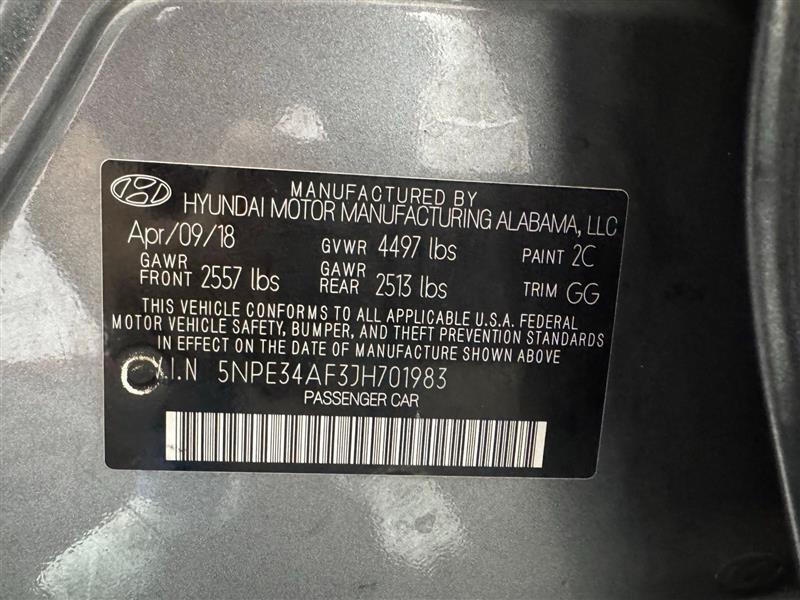 MANUFACTURED BY
HYUNDAI MOTOR MANUFACTURING ALABAMA, LLC
Apr/09/18 GVWR 4497 lbs PAINT 2C
GAWR FRONT 2557 lbs GAWR REAR 2513 lbs TRIM GG
THIS VEHICLE CONFORMS TO ALL APPLICABLE U.S.A. FEDERAL
MOTOR VEHICLE SAFETY, BUMPER, AND THEFT PREVENTION STANDARDS
IN EFFECT ON THE DATE OF MANUFACTURE SHOWN ABOVE
V.I.N 5NPE34AF3JH701983
PASSENGER CAR